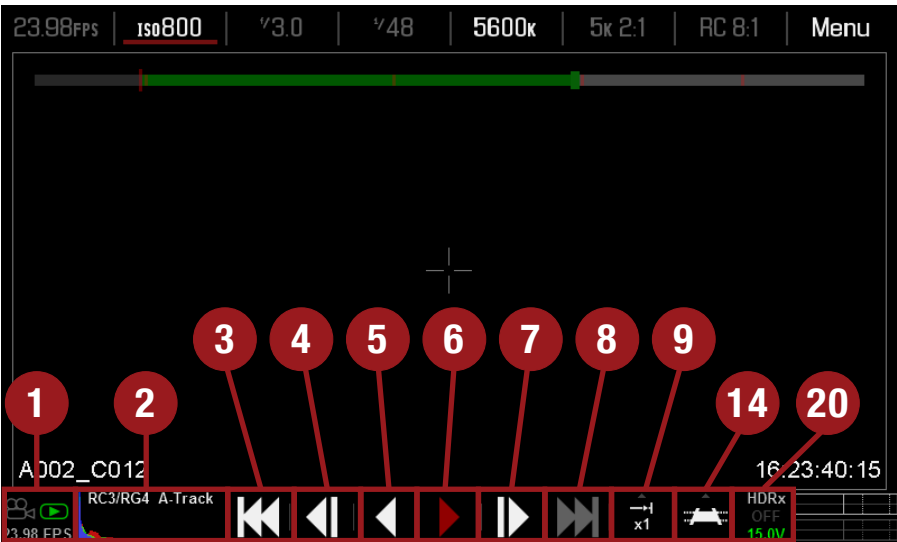 23.98FPS ISO800 1/3.0 1/48 5600K 5K 2:1 RC 8:1 Menu
3 4 5 6 7 8 9
1 2 14 20
A002_C012 16:23:40:15
RC3/RG4 A-Track HDRx
x1 OFF
23.98 FPS 15.0V